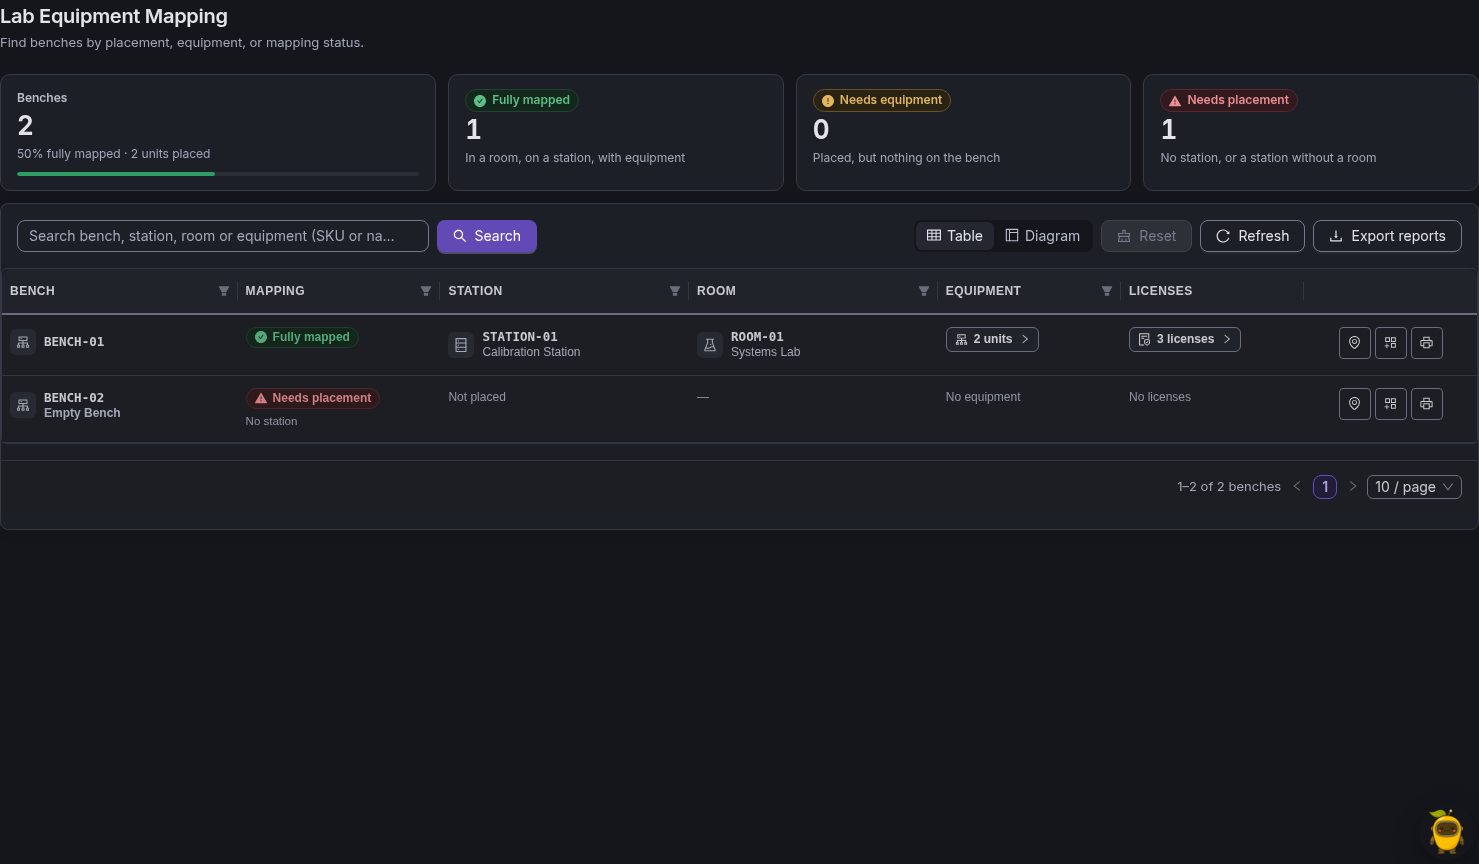 Lab Equipment Mapping
Find benches by placement, equipment, or mapping status.
Benches
2
50% fully mapped · 2 units placed
Fully mapped
1
In a room, on a station, with equipment
Needs equipment
0
Placed, but nothing on the bench
Needs placement
1
No station, or a station without a room
Search bench, station, room or equipment (SKU or na...
Search
Table
Diagram
Reset
Refresh
Export reports
BENCH MAPPING STATION ROOM EQUIPMENT LICENSES
BENCH-01
Fully mapped
STATION-01
Calibration Station
ROOM-01
Systems Lab
2 units
3 licenses
BENCH-02
Empty Bench
Needs placement
No station
Not placed
—
No equipment
No licenses
1–2 of 2 benches
1
10 / page